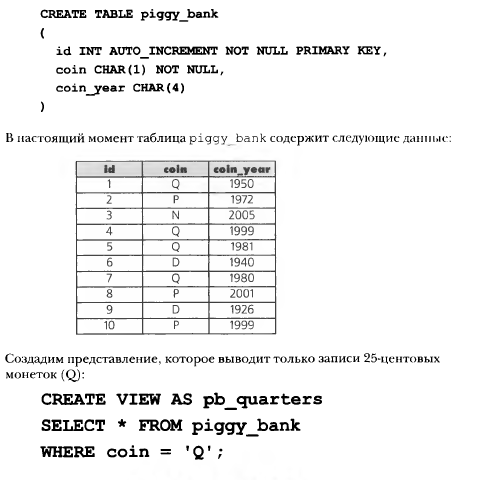 CREATE TABLE piggy_bank
(
id INT AUTO_INCREMENT NOT NULL PRIMARY KEY,
coin CHAR(1) NOT NULL,
coin_year CHAR(4)
)
В настоящий момент таблица piggy_bank содержит следующие данные:
id coin coin_year
1 Q 1950
2 P 1972
3 N 2005
4 Q 1999
5 Q 1981
6 D 1940
7 Q 1980
8 P 2001
9 D 1926
10 P 1999
Создадим представление, которое выводит только записи 25-центовых
монеток (Q):
CREATE VIEW AS pb_quarters
SELECT * FROM piggy_bank
WHERE coin = 'Q';